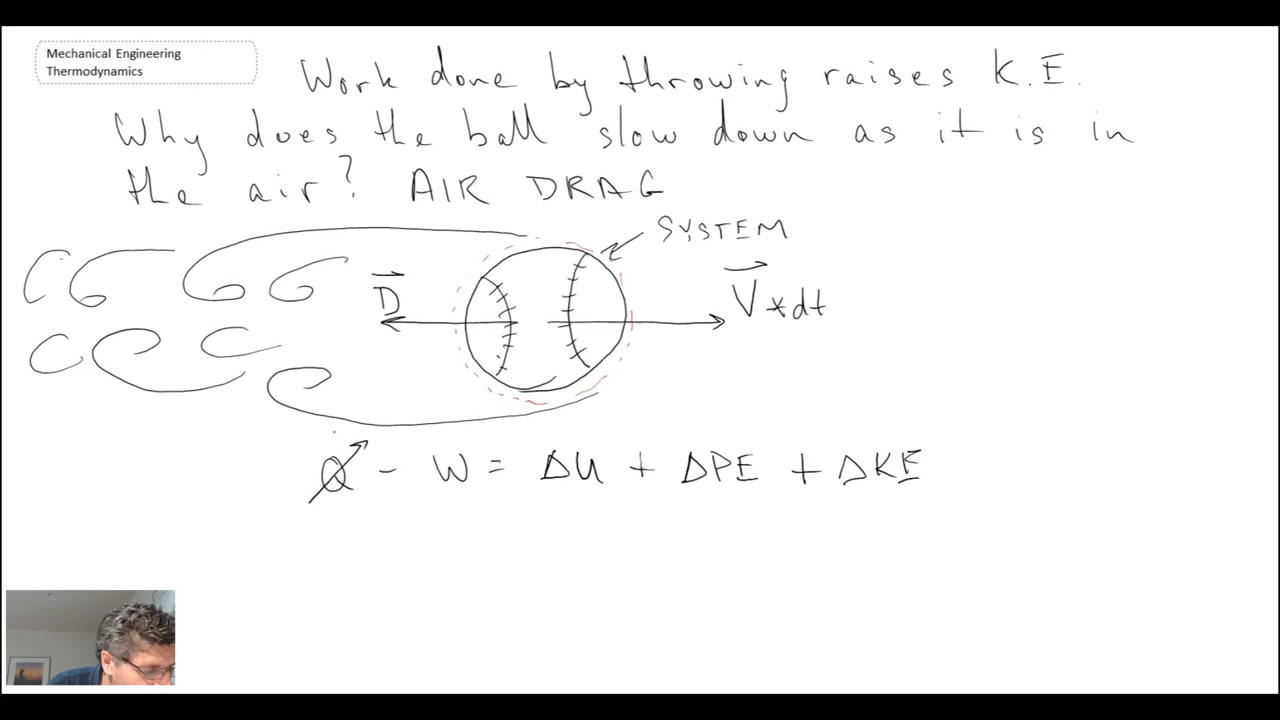 Mechanical Engineering
Thermodynamics
Work done by throwing raises K.E.
Why does the ball slow down as it is in
the air? AIR DRAG
SYSTEM
D
V * dt
Q - W = ΔU + ΔPE + ΔKE